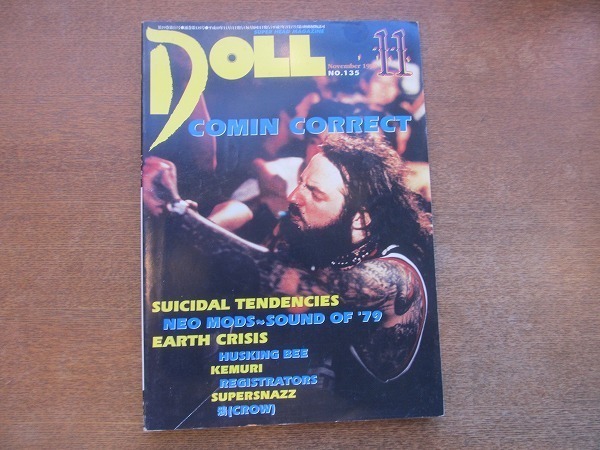 SUPER HEAD MAGAZINE
DOLL
November 19
NO.135
11
COMIN CORRECT
SUICIDAL TENDENCIES
NEO MODS~SOUND OF '79
EARTH CRISIS
HUSKING BEE
KEMURI
REGISTRATORS
SUPERSNAZZ
鴉(CROW)